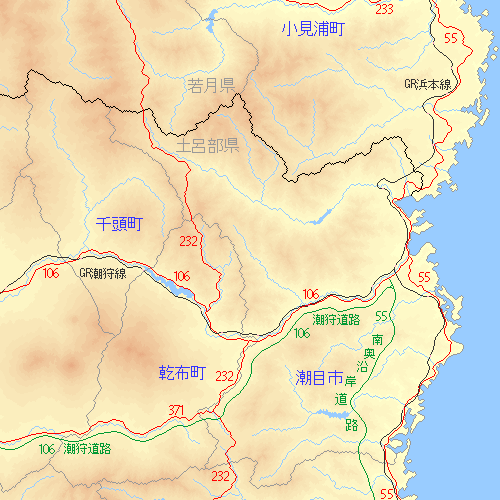 233
小見浦町
55
若月県
GR浜本線
土呂部県
千頭町
232
106
GR潮狩線
106
106
55
潮狩道路
106
55
南奥沿岸道路
乾布町
232
潮目市
371
106
潮狩道路
232
55